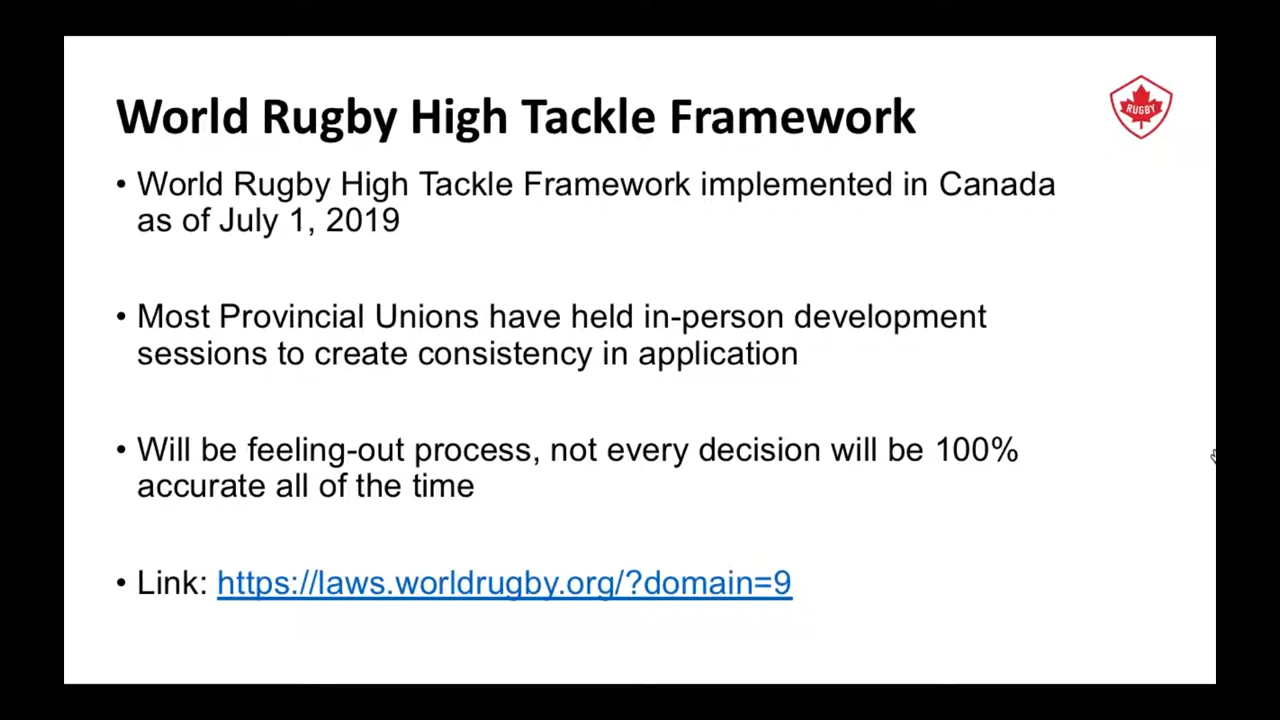 World Rugby High Tackle Framework
RUGBY
• World Rugby High Tackle Framework implemented in Canada
as of July 1, 2019
• Most Provincial Unions have held in-person development
sessions to create consistency in application
• Will be feeling-out process, not every decision will be 100%
accurate all of the time
• Link: https://laws.worldrugby.org/?domain=9